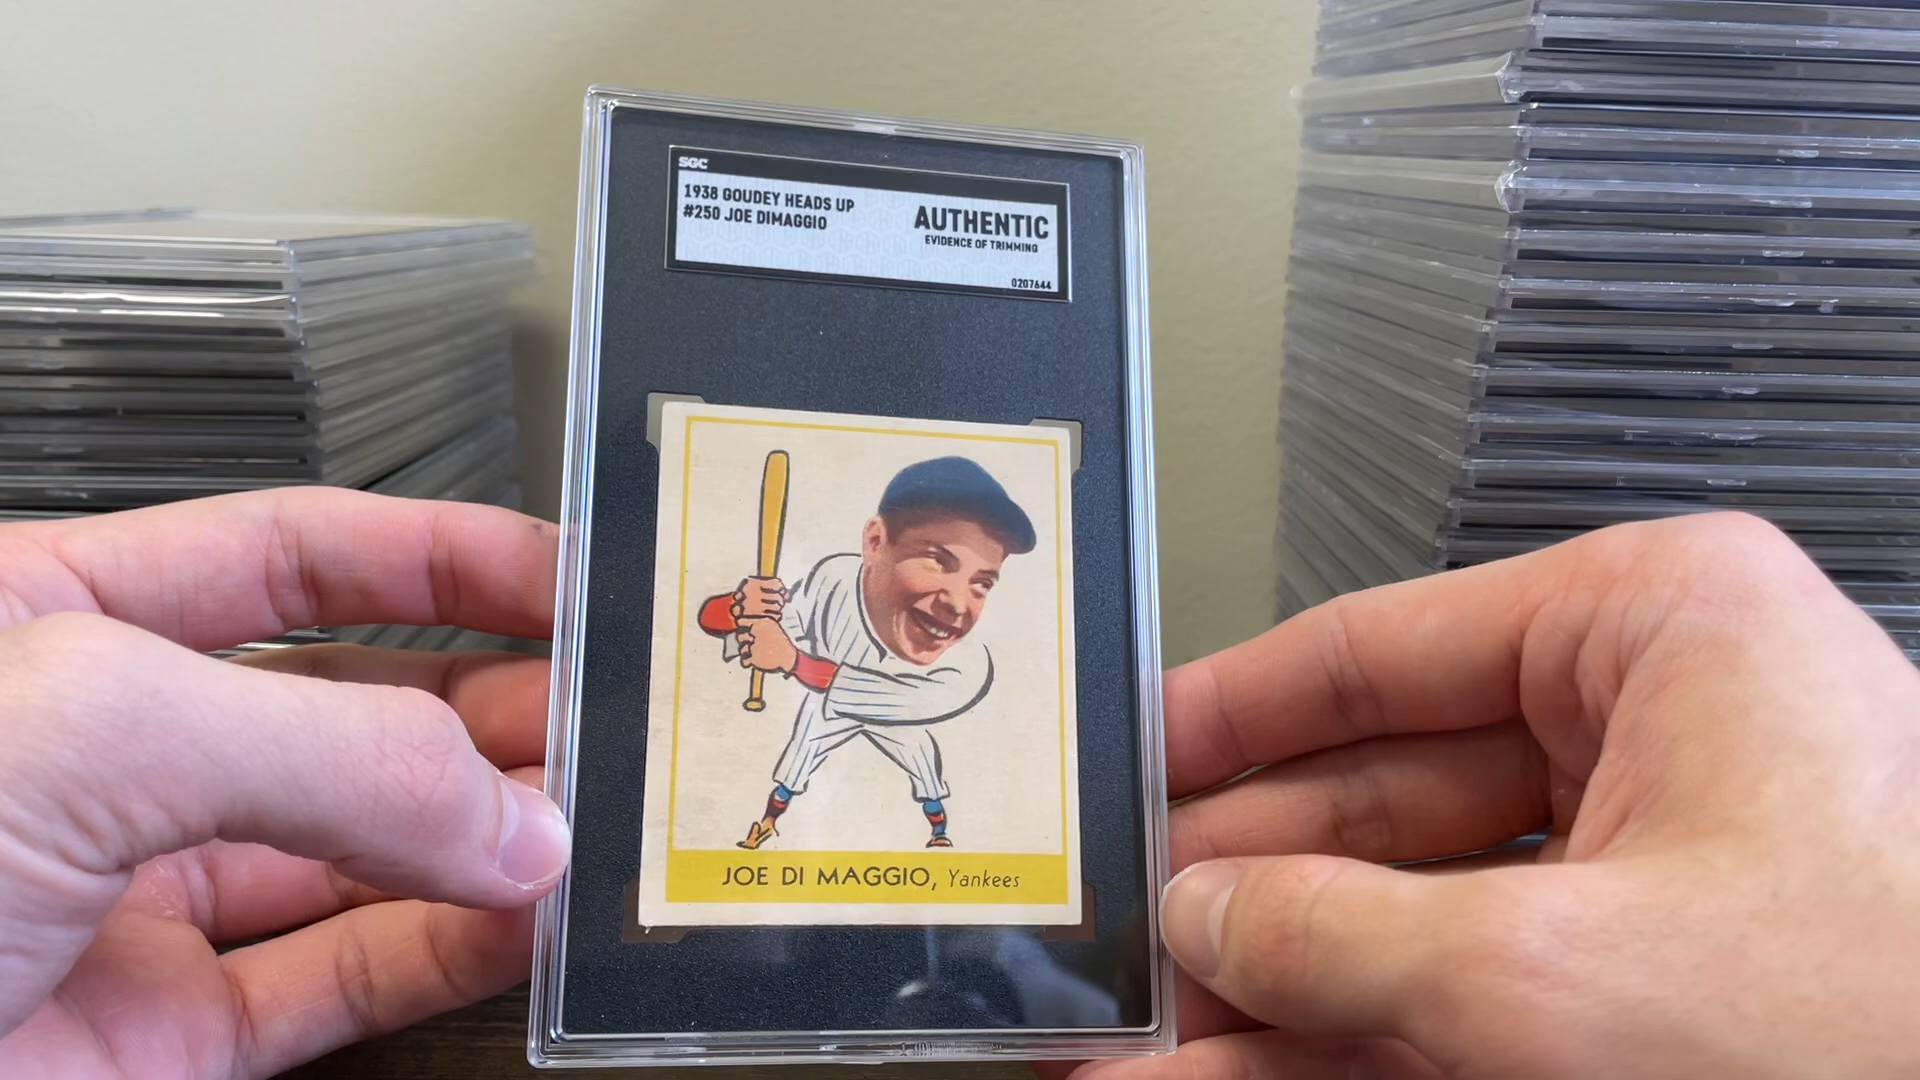 SGC
1938 GOUDEY HEADS UP
#250 JOE DIMAGGIO
AUTHENTIC
EVIDENCE OF TRIMMING
0207644
JOE DI MAGGIO, Yankees